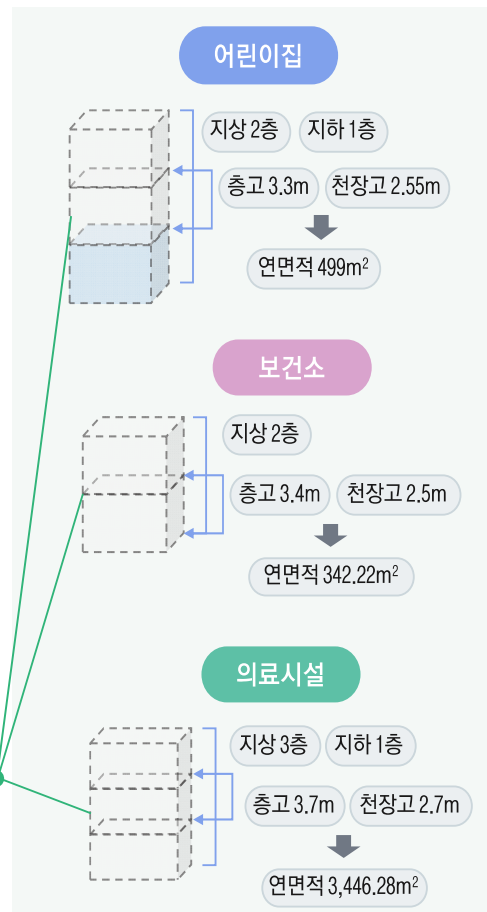 어린이집
지상 2층 지하 1층
층고 3.3m 천장고 2.55m
연면적 499m²
보건소
지상 2층
층고 3.4m 천장고 2.5m
연면적 342.22m²
의료시설
지상 3층 지하 1층
층고 3.7m 천장고 2.7m
연면적 3,446.28m²